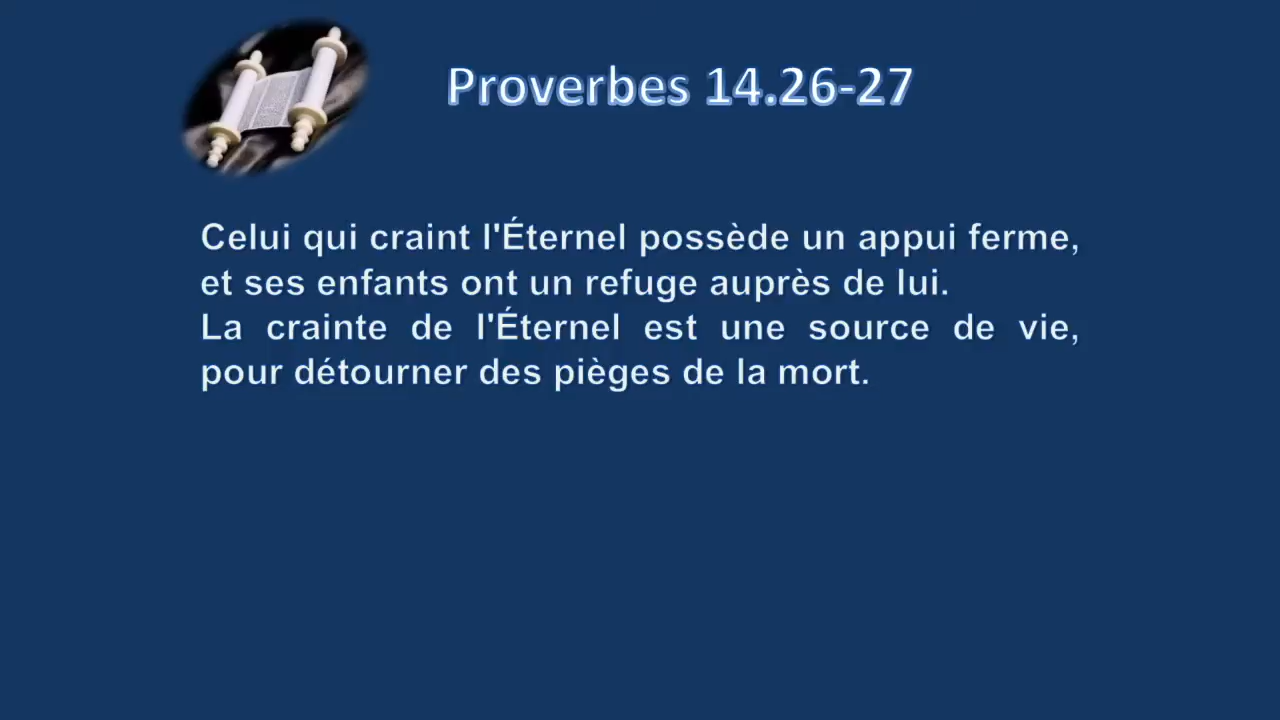 Proverbes 14.26-27
Celui qui craint l'Éternel possède un appui ferme,
et ses enfants ont un refuge auprès de lui.
La crainte de l'Éternel est une source de vie,
pour détourner des pièges de la mort.